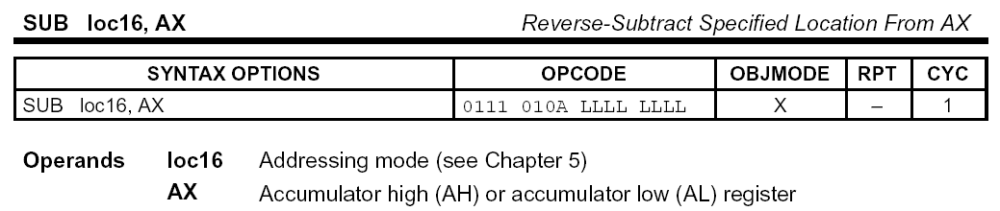 SUB loc16, AX Reverse-Subtract Specified Location From AX
SYNTAX OPTIONS OPCODE OBJMODE RPT CYC
SUB loc16, AX 0111 010A LLLL LLLL X – 1
Operands loc16 Addressing mode (see Chapter 5)
AX Accumulator high (AH) or accumulator low (AL) register